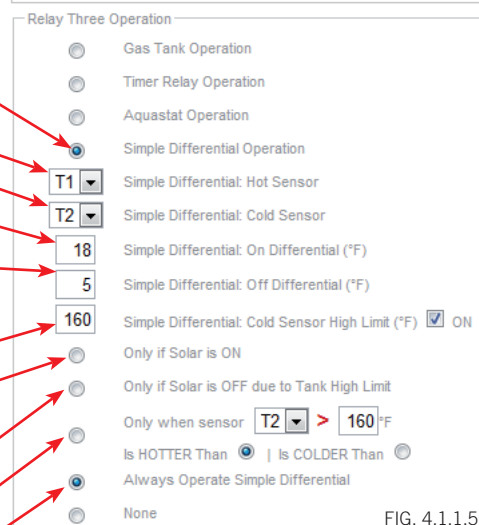 Relay Three Operation
Gas Tank Operation
Timer Relay Operation
Aquastat Operation
Simple Differential Operation
T1 Simple Differential: Hot Sensor
T2 Simple Differential: Cold Sensor
18 Simple Differential: On Differential (°F)
5 Simple Differential: Off Differential (°F)
160 Simple Differential: Cold Sensor High Limit (°F) ON
Only if Solar is ON
Only if Solar is OFF due to Tank High Limit
Only when sensor T2 > 160 °F
Is HOTTER Than | Is COLDER Than
Always Operate Simple Differential
None
FIG. 4.1.1.5